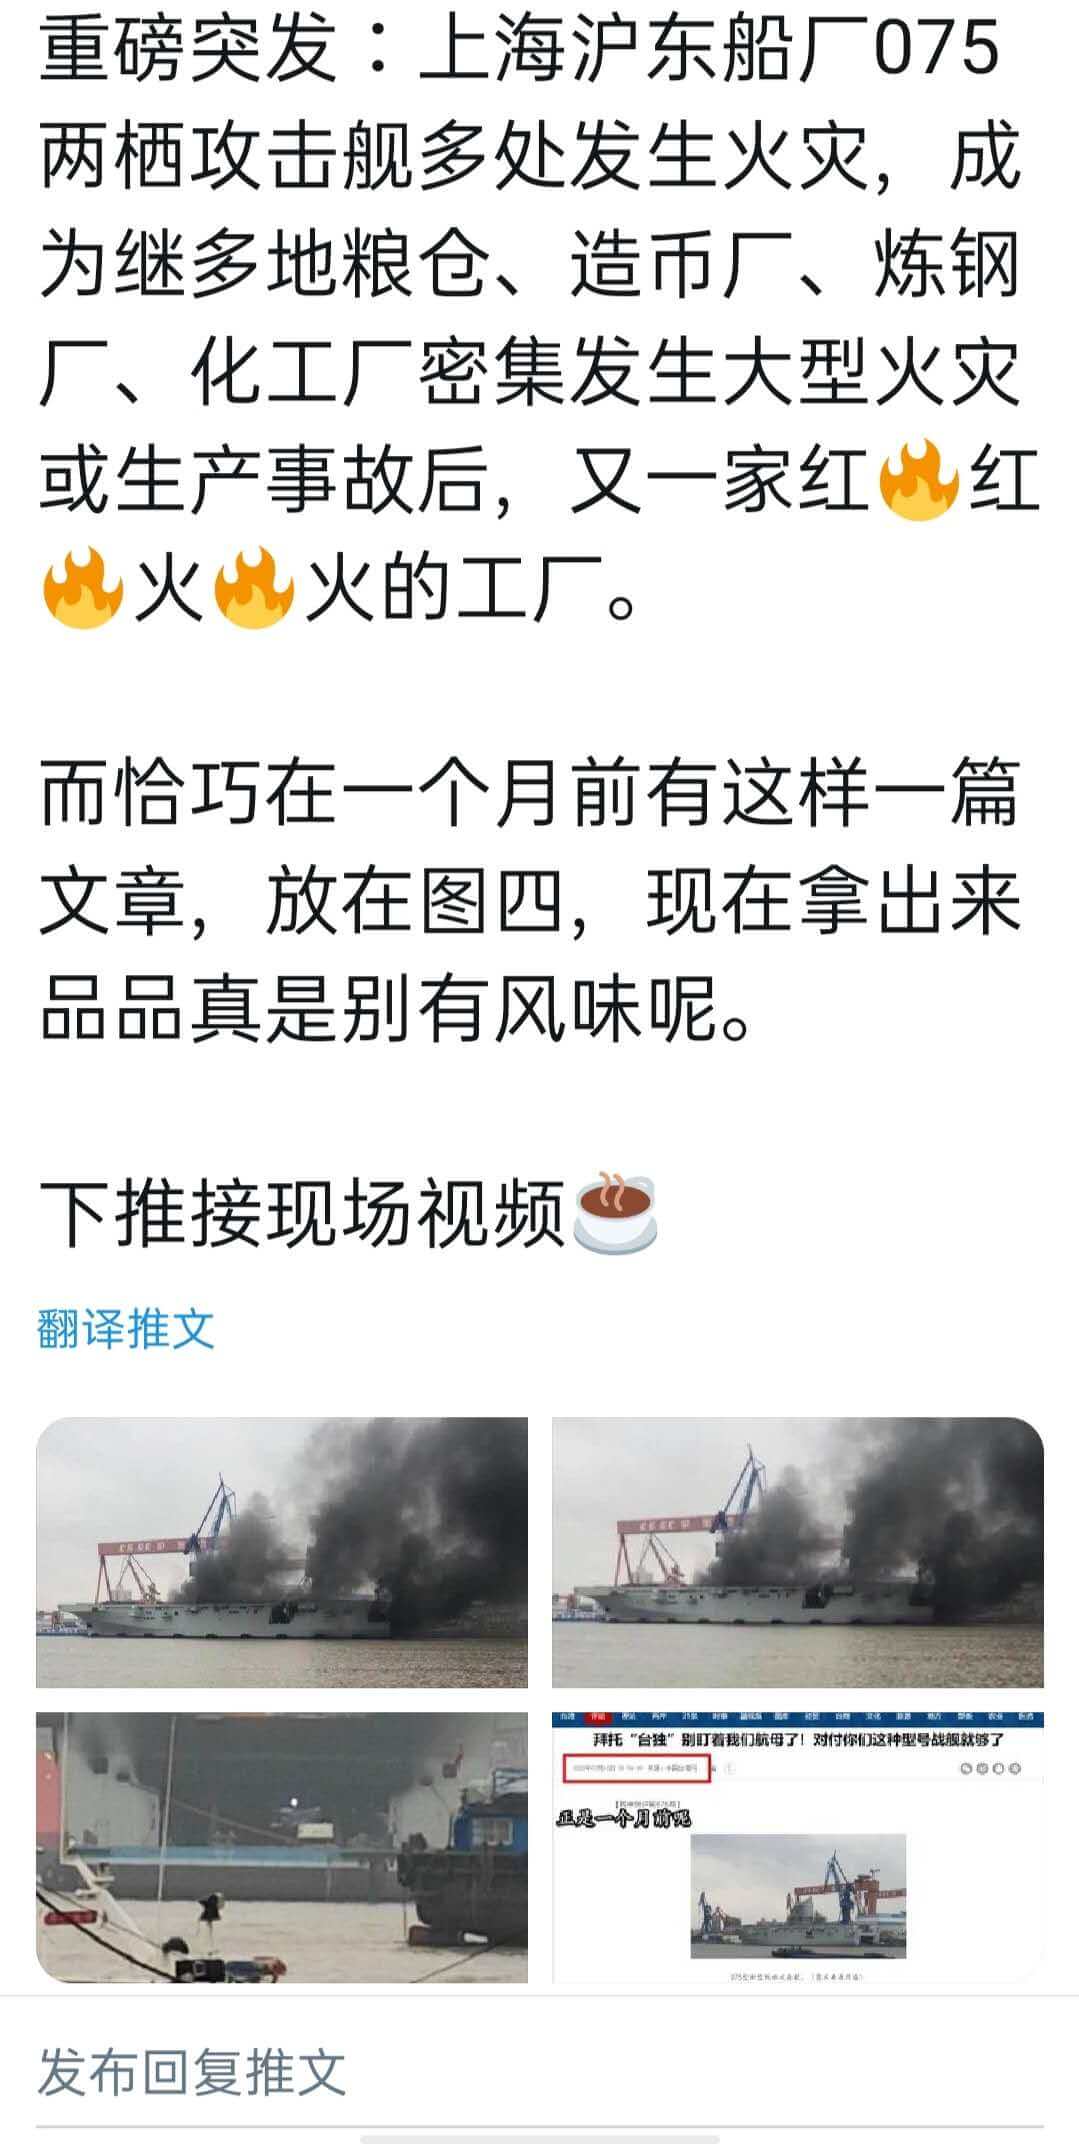 重磅突发：上海沪东船厂075
两栖攻击舰多处发生火灾，成
为继多地粮仓、造币厂、炼钢
厂、化工厂密集发生大型火灾
或生产事故后，又一家红🔥红
🔥火🔥火的工厂。
而恰巧在一个月前有这样一篇
文章，放在图四，现在拿出来
品品真是别有风味呢。
下推接现场视频☕
翻译推文
拜托“台独”别盯着我们航母了！对付你们这种型号战舰就够了
正是一个月前呢
发布回复推文